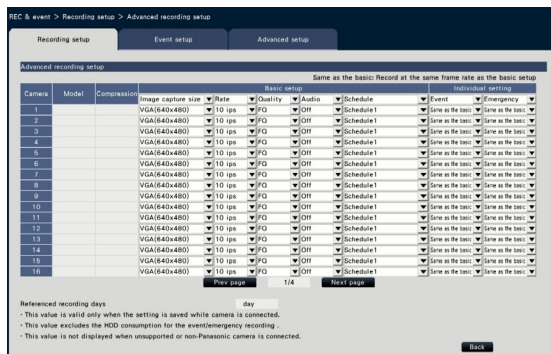 REC & event > Recording setup > Advanced recording setup
Recording setup Event setup Advanced setup
Advanced recording setup
Same as the basic: Record at the same frame rate as the basic setup
Camera Model Compression Basic setup Individual setting
Image capture size Rate Quality Audio Schedule Event Emergency
1 VGA(640x480) 10 ips FQ Off Schedule1 Same as the basic Same as the basic
2 VGA(640x480) 10 ips FQ Off Schedule1 Same as the basic Same as the basic
3 VGA(640x480) 10 ips FQ Off Schedule1 Same as the basic Same as the basic
4 VGA(640x480) 10 ips FQ Off Schedule1 Same as the basic Same as the basic
5 VGA(640x480) 10 ips FQ Off Schedule1 Same as the basic Same as the basic
6 VGA(640x480) 10 ips FQ Off Schedule1 Same as the basic Same as the basic
7 VGA(640x480) 10 ips FQ Off Schedule1 Same as the basic Same as the basic
8 VGA(640x480) 10 ips FQ Off Schedule1 Same as the basic Same as the basic
9 VGA(640x480) 10 ips FQ Off Schedule1 Same as the basic Same as the basic
10 VGA(640x480) 10 ips FQ Off Schedule1 Same as the basic Same as the basic
11 VGA(640x480) 10 ips FQ Off Schedule1 Same as the basic Same as the basic
12 VGA(640x480) 10 ips FQ Off Schedule1 Same as the basic Same as the basic
13 VGA(640x480) 10 ips FQ Off Schedule1 Same as the basic Same as the basic
14 VGA(640x480) 10 ips FQ Off Schedule1 Same as the basic Same as the basic
15 VGA(640x480) 10 ips FQ Off Schedule1 Same as the basic Same as the basic
16 VGA(640x480) 10 ips FQ Off Schedule1 Same as the basic Same as the basic
Prev page 1/4 Next page
Referenced recording days day
・This value is valid only when the setting is saved while camera is connected.
・This value excludes the HDD consumption for the event/emergency recording .
・This value is not displayed when unsupported or non-Panasonic camera is connected.
Back